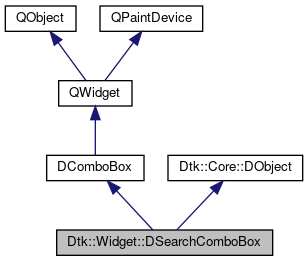 QObject
QPaintDevice
QWidget
DComboBox
Dtk::Core::DObject
Dtk::Widget::DSearchComboBox